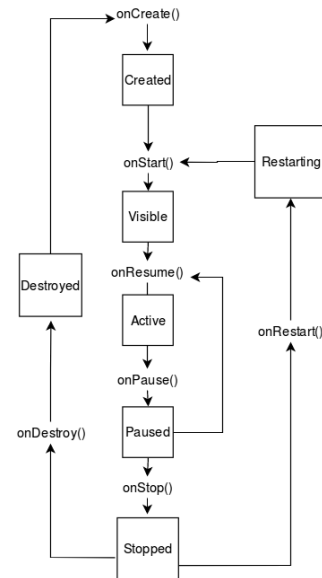 onCreate()
Created
onStart()
Restarting
Visible
onResume()
Destroyed
Active
onRestart()
onPause()
onDestroy()
Paused
onStop()
Stopped